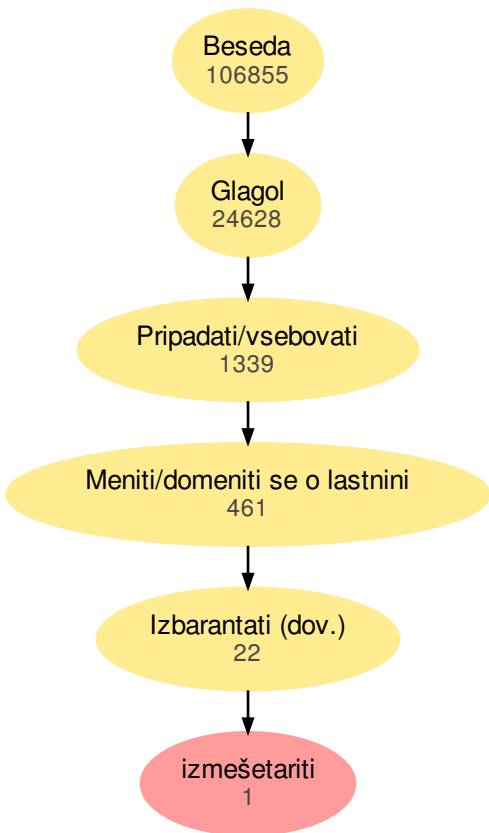 Beseda
106855
Glagol
24628
Pripadati/vsebovati
1339
Meniti/domeniti se o lastnini
461
Izbarantati (dov.)
22
izmešetariti
1